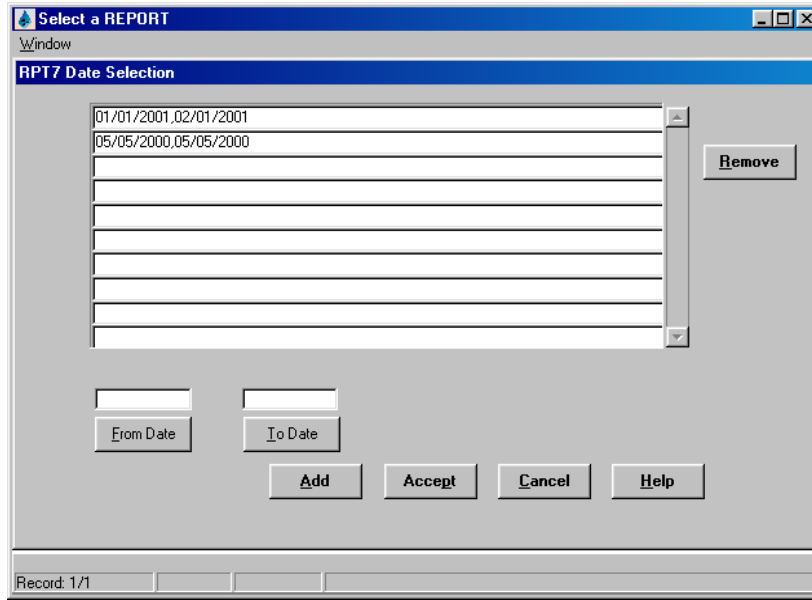 Select a REPORT
Window
RPT7 Date Selection
01/01/2001,02/01/2001
05/05/2000,05/05/2000
Remove
From Date To Date
Add Accept Cancel Help
Record: 1/1